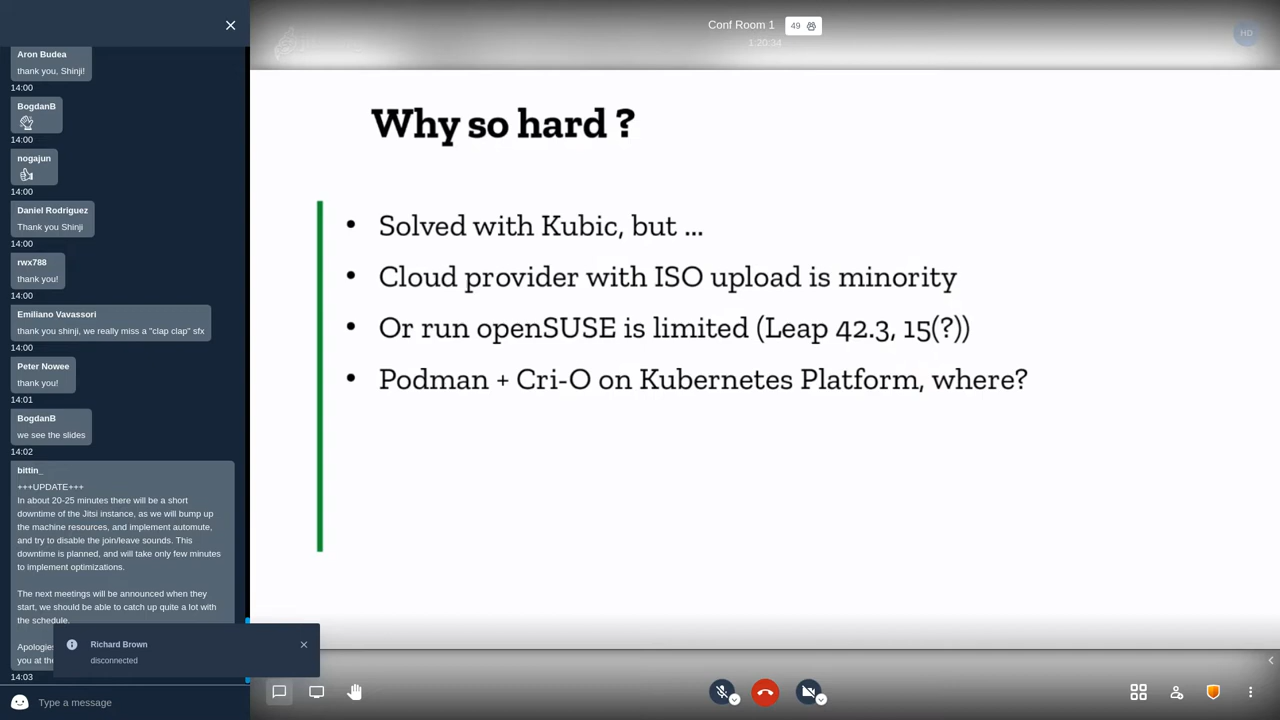 Aron Budea
thank you, Shinji!
14:00
BogdanB
14:00
nogajun
14:00
Daniel Rodriguez
Thank you Shinji
14:00
rwx788
thank you!
14:00
Emiliano Vavassori
thank you shinji, we really miss a "clap clap" sfx
14:00
Peter Nowee
thank you!
14:01
BogdanB
we see the slides
14:02
bittin_
+++UPDATE+++
In about 20-25 minutes there will be a short
downtime of the Jitsi instance, as we will bump up
the machine resources, and implement automute,
and try to disable the join/leave sounds. This
downtime is planned, and will take only few minutes
to implement optimizations.
The next meetings will be announced when they
start, we should be able to catch up quite a lot with
the schedule.
you at
14:03
Richard Brown
disconnected
Type a message
Conf Room 1
49
1:20:34
HD
Why so hard ?
• Solved with Kubic, but ...
• Cloud provider with ISO upload is minority
• Or run openSUSE is limited (Leap 42.3, 15(?))
• Podman + Cri-O on Kubernetes Platform, where?